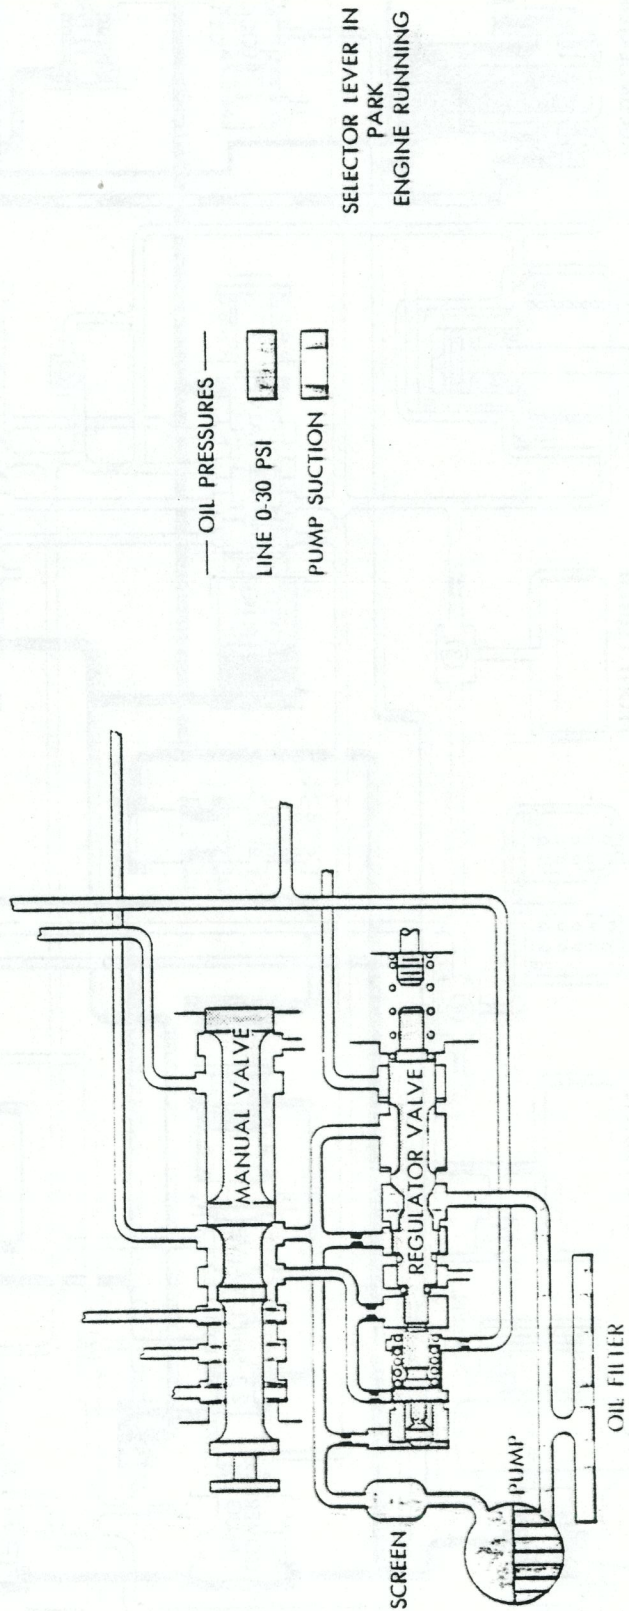 SELECTOR LEVER IN
PARK
ENGINE RUNNING
— OIL PRESSURES —
LINE 0-30 PSI
PUMP SUCTION
MANUAL VALVE
REGULATOR VALVE
SCREEN
PUMP
OIL FILTER